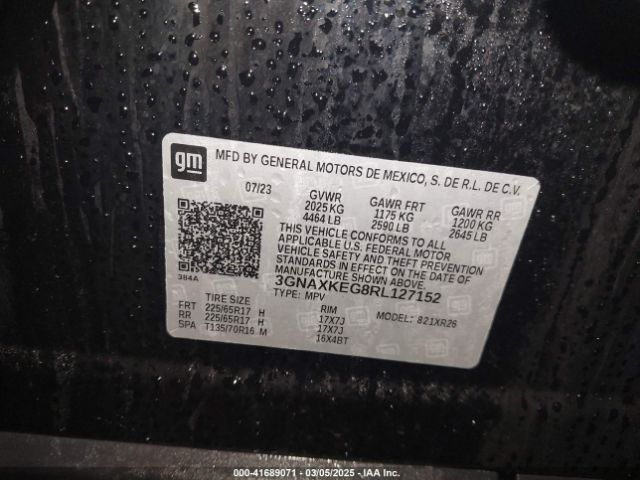 gm
MFD BY GENERAL MOTORS DE MEXICO, S. DE R.L. DE C.V.
07/23
GVWR GAWR FRT GAWR RR
2025 KG 1175 KG 1200 KG
4464 LB 2590 LB 2645 LB
THIS VEHICLE CONFORMS TO ALL
APPLICABLE U.S. FEDERAL MOTOR
VEHICLE SAFETY AND THEFT PREVENTION
STANDARDS IN EFFECT ON THE DATE OF
MANUFACTURE SHOWN ABOVE.
384A
3GNAXKEG8RL127152
TYPE: MPV MODEL: 821XR26
TIRE SIZE RIM
FRT 225/65R17 H 17X7J
RR 225/65R17 H 17X7J
SPA T135/70R16 M 16X4BT
000-41689071 - 03/05/2025 - IAA Inc.